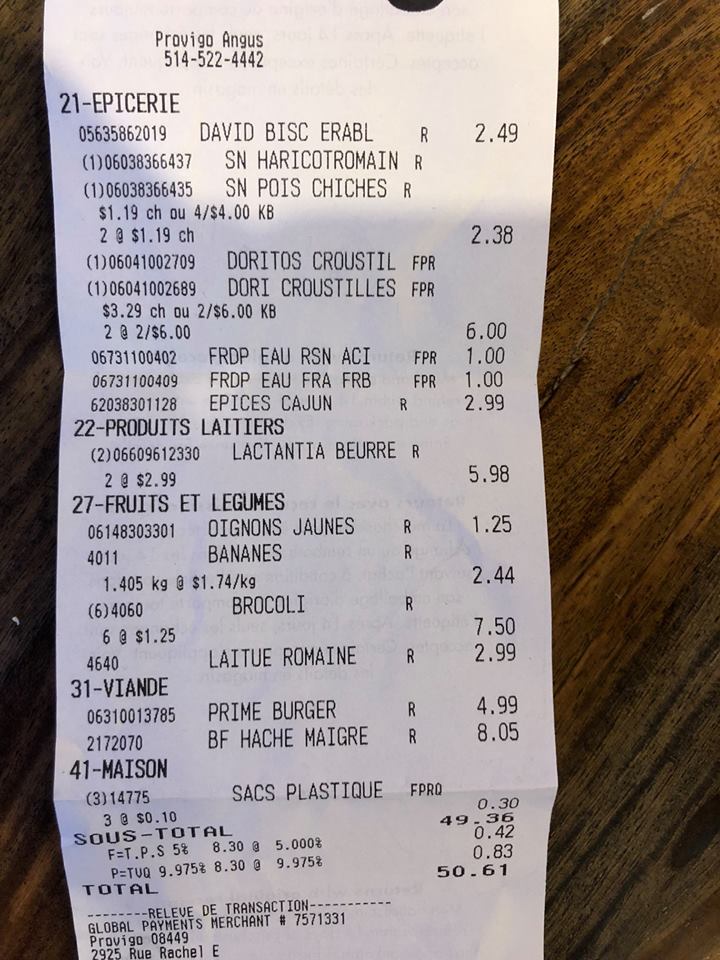 Provigo Angus
514-522-4442
21-EPICERIE
05635862019 DAVID BISC ERABL R 2.49
(1)06038366437 SN HARICOTROMAIN R
(1)06038366435 SN POIS CHICHES R
$1.19 ch ou 4/$4.00 KB
2 @ $1.19 ch 2.38
(1)06041002709 DORITOS CROUSTIL FPR
(1)06041002689 DORI CROUSTILLES FPR
$3.29 ch ou 2/$6.00 KB
2 @ 2/$6.00 6.00
06731100402 FRDP EAU RSN ACI FPR 1.00
06731100409 FRDP EAU FRA FRB FPR 1.00
62038301128 EPICES CAJUN R 2.99
22-PRODUITS LAITIERS
(2)06609612330 LACTANTIA BEURRE R
2 @ $2.99 5.98
27-FRUITS ET LEGUMES
06148303301 OIGNONS JAUNES R 1.25
4011 BANANES R
1.405 kg @ $1.74/kg 2.44
(6)4060 BROCOLI R
6 @ $1.25 7.50
4640 LAITUE ROMAINE R 2.99
31-VIANDE
06310013785 PRIME BURGER R 4.99
2172070 BF HACHE MAIGRE R 8.05
41-MAISON
(3)14775 SACS PLASTIQUE FPRQ
3 @ $0.10 0.30
SOUS-TOTAL 49.36
F=T.P.S 5% 8.30 @ 5.000% 0.42
P=TVQ 9.975% 8.30 @ 9.975% 0.83
TOTAL 50.61
--------RELEVE DE TRANSACTION-----------
GLOBAL PAYMENTS MERCHANT # 7571331
Provigo 08449
2925 Rue Rachel E